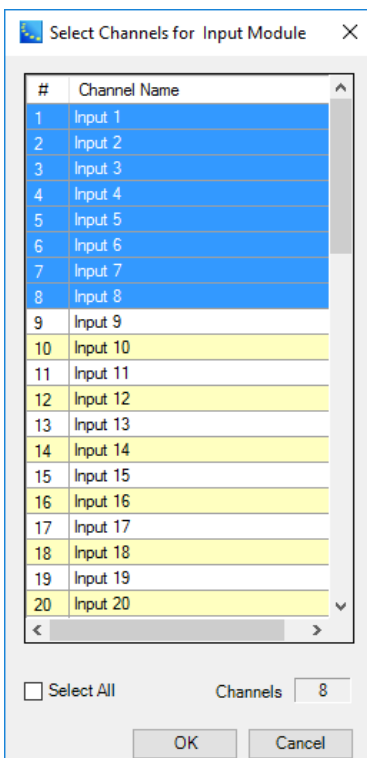 Select Channels for Input Module
# Channel Name
1 Input 1
2 Input 2
3 Input 3
4 Input 4
5 Input 5
6 Input 6
7 Input 7
8 Input 8
9 Input 9
10 Input 10
11 Input 11
12 Input 12
13 Input 13
14 Input 14
15 Input 15
16 Input 16
17 Input 17
18 Input 18
19 Input 19
20 Input 20
Select All Channels 8
OK Cancel